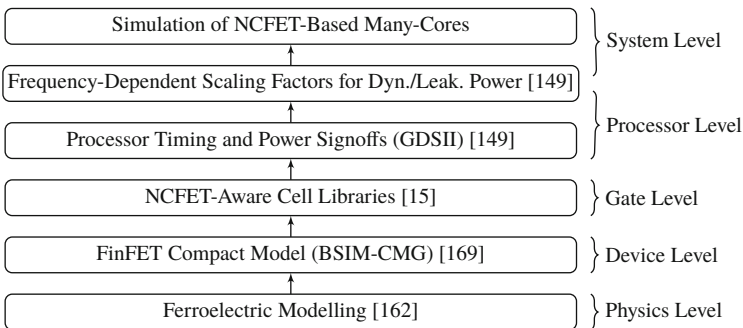 Simulation of NCFET-Based Many-Cores
System Level
Frequency-Dependent Scaling Factors for Dyn./Leak. Power [149]
Processor Level
Processor Timing and Power Signoffs (GDSII) [149]
NCFET-Aware Cell Libraries [15]
Gate Level
FinFET Compact Model (BSIM-CMG) [169]
Device Level
Ferroelectric Modelling [162]
Physics Level